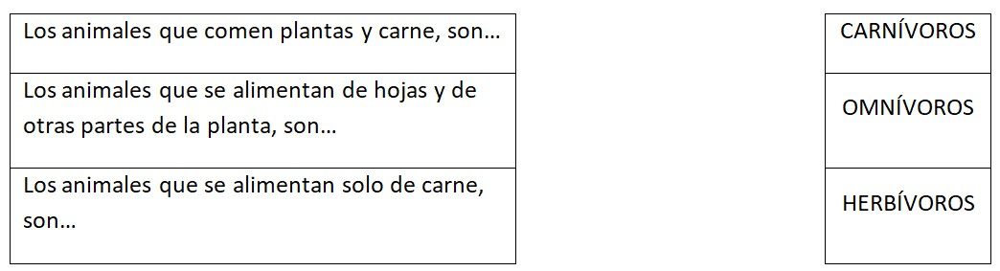 Los animales que comen plantas y carne, son…
CARNÍVOROS
Los animales que se alimentan de hojas y de
otras partes de la planta, son…
OMNÍVOROS
Los animales que se alimentan solo de carne,
son…
HERBÍVOROS